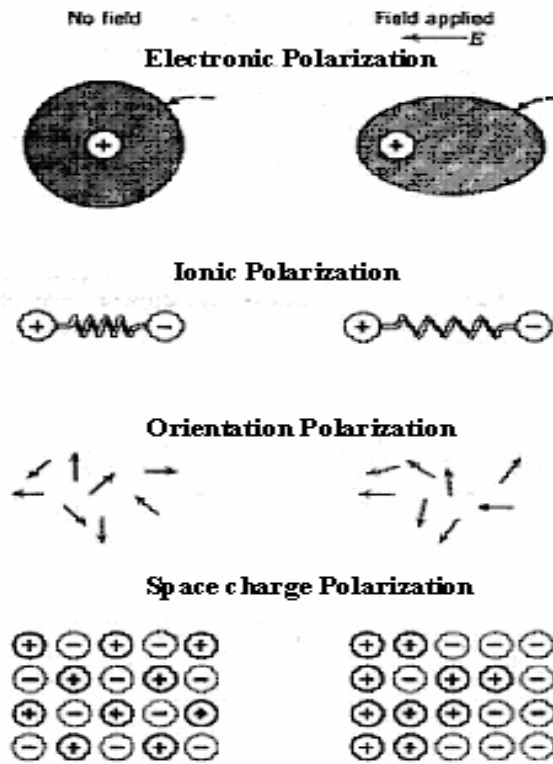 No field
Field applied
E
Electronic Polarization
+
+
Ionic Polarization
+ −
+ −
Orientation Polarization
Space charge Polarization
+ − + − +
+ + − − −
− + − + −
+ − + + −
+ − + − +
+ + + − −
− + − + −
+ + − − −